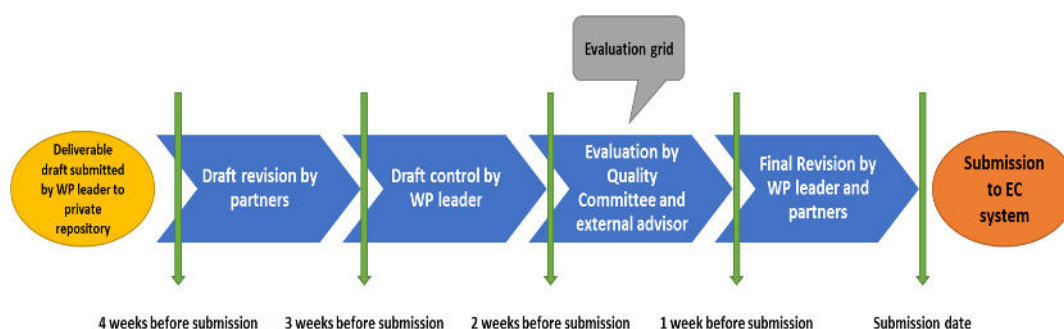 Evaluation grid
Deliverable
draft submitted
by WP leader to
private
repository
Draft revision by
partners
Draft control by
WP leader
Evaluation by
Quality
Committee and
external advisor
Final Revision by
WP leader and
partners
Submission
to EC
system
4 weeks before submission
3 weeks before submission
2 weeks before submission
1 week before submission
Submission date